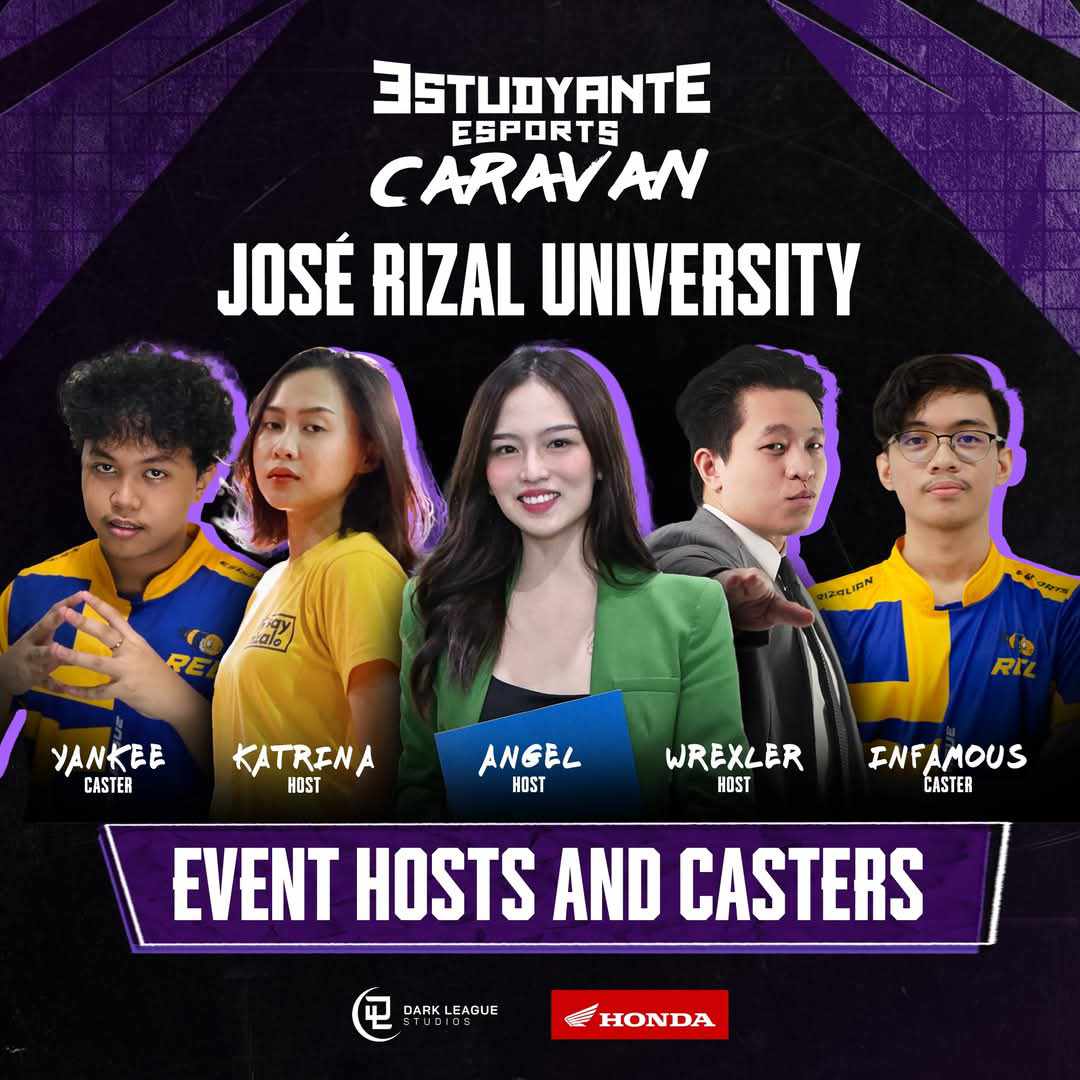 ESTUDYANTE
ESPORTS
CARAVAN
JOSÉ RIZAL UNIVERSITY
RIZALIAN
YANKEE
CASTER
KATRINA
HOST
ANGEL
HOST
WREXLER
HOST
INFAMOUS
CASTER
EVENT HOSTS AND CASTERS
DARK LEAGUE
STUDIOS
HONDA